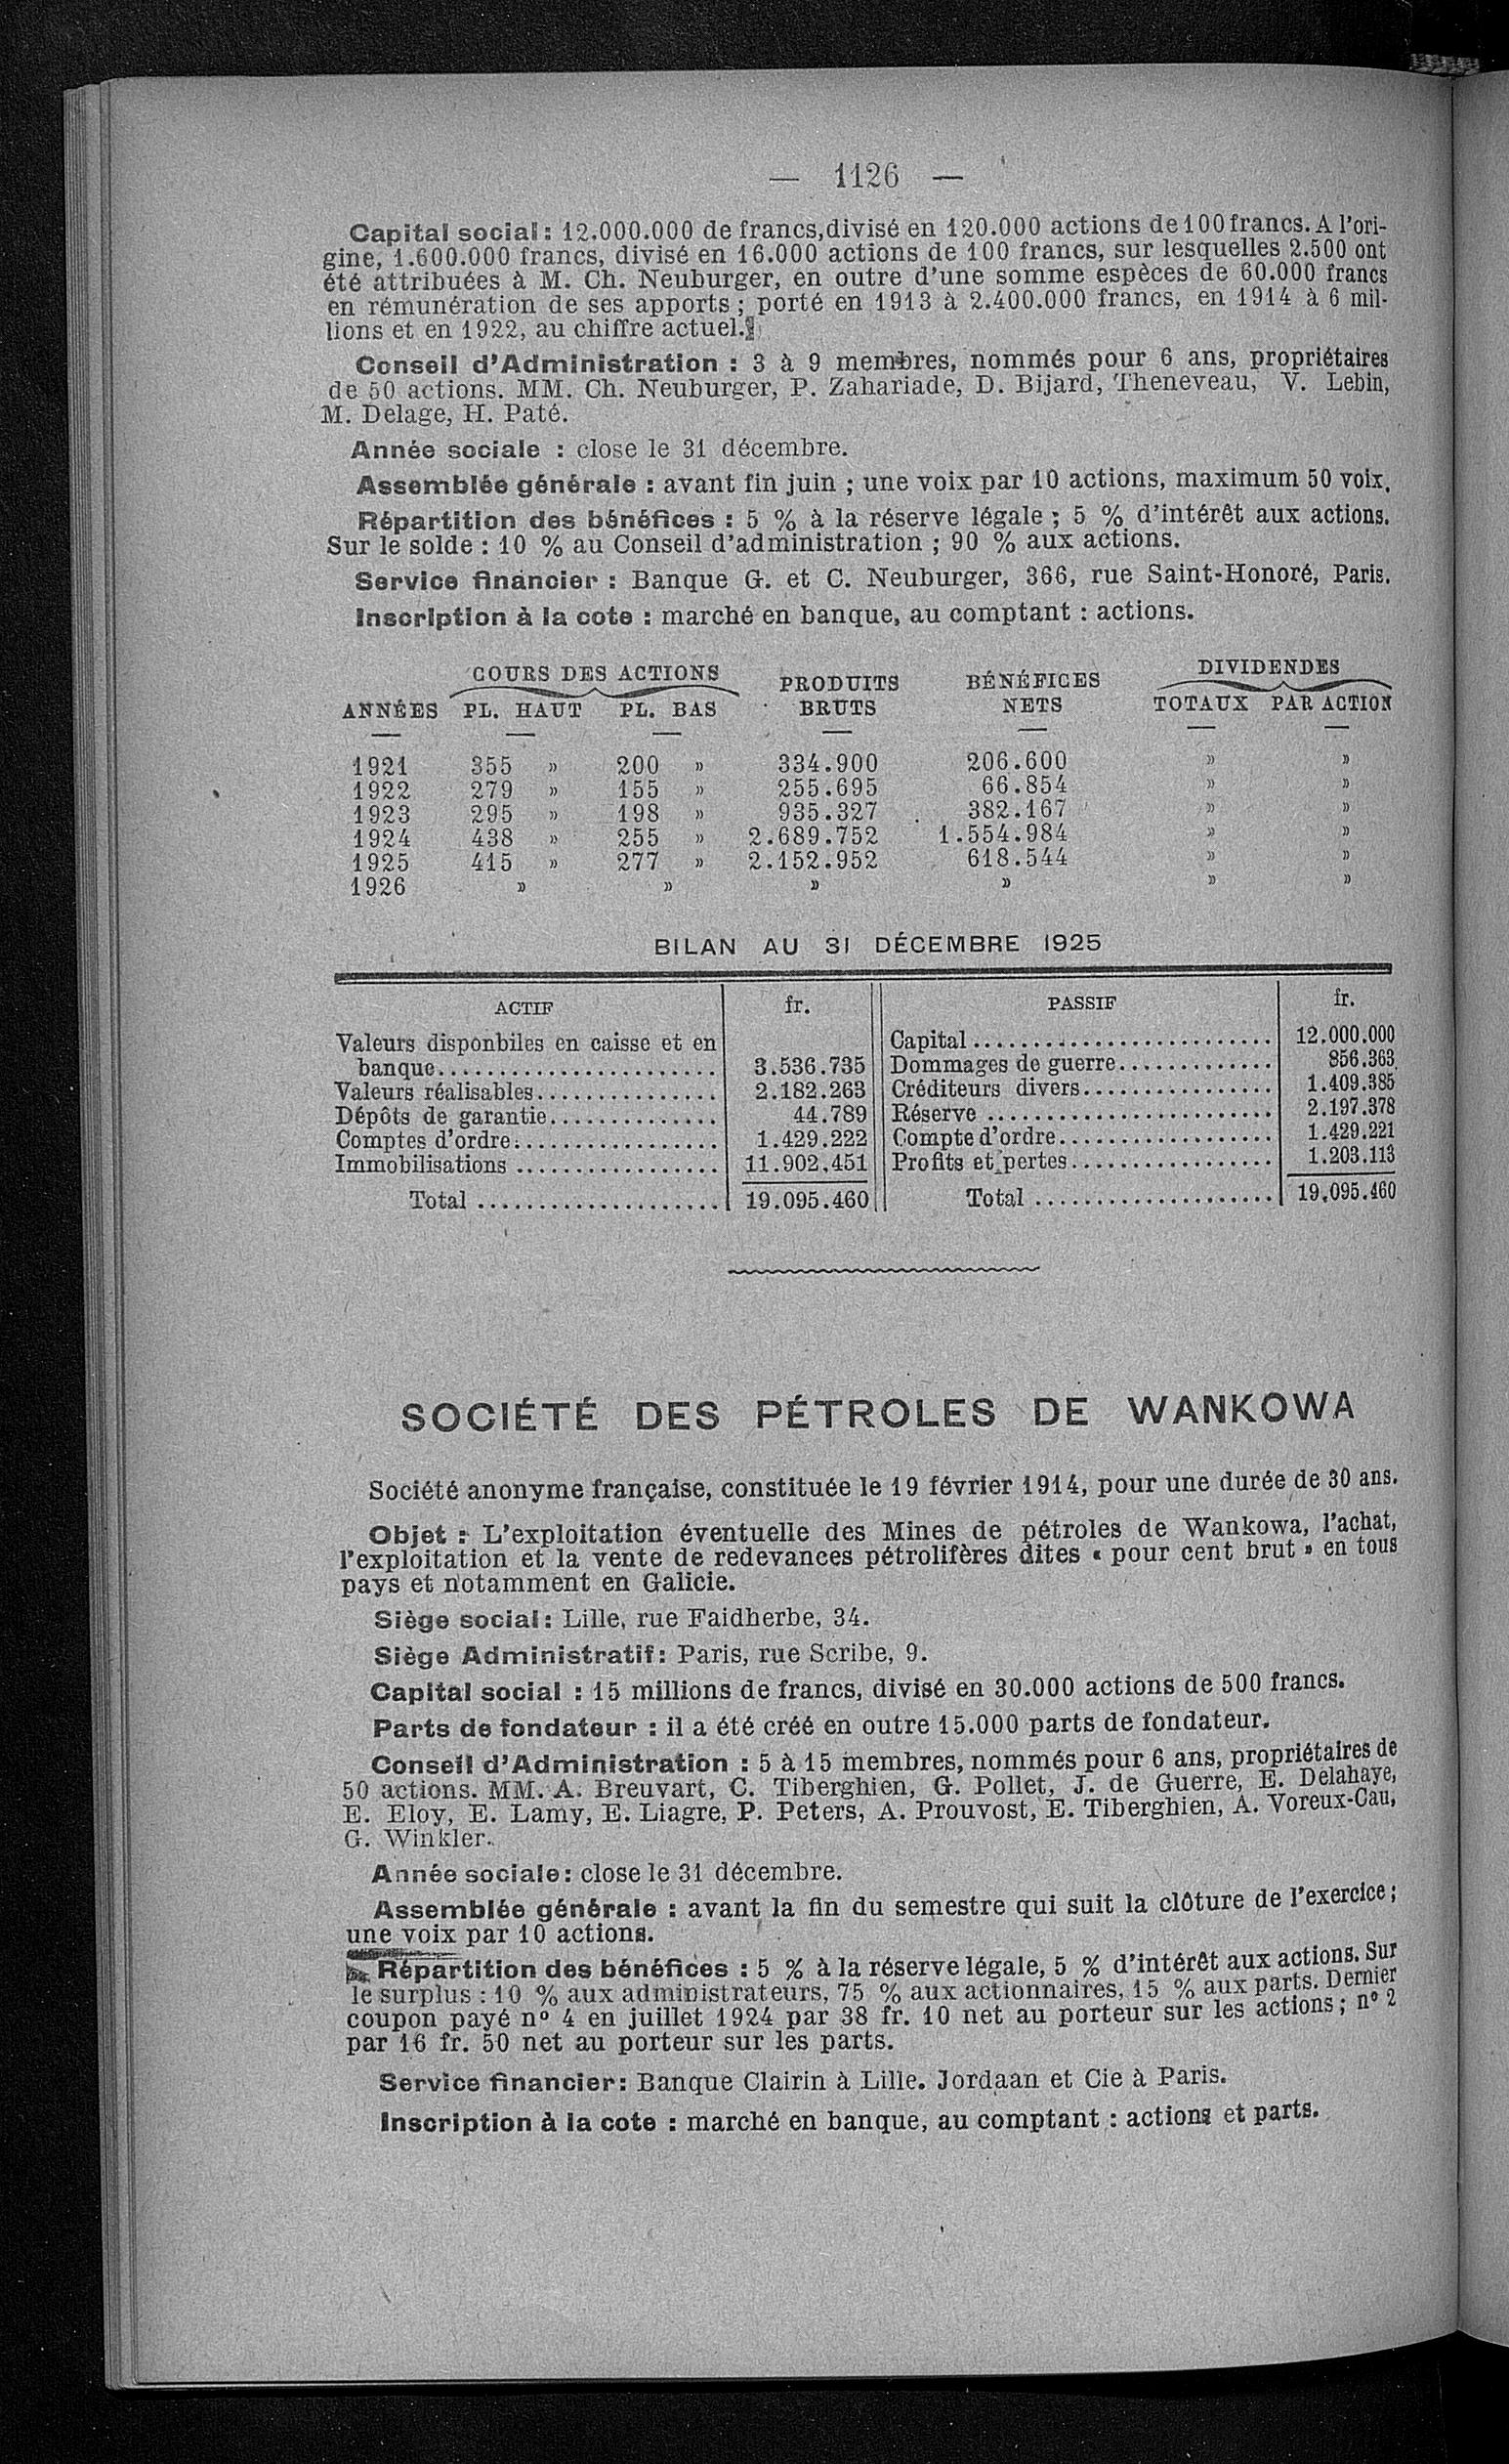 — 1126 —
Capital social : 12.000.000 de francs, divisé en 120.000 actions de 100 francs. A l'ori-
gine, 1.600.000 francs, divisé en 16.000 actions de 100 francs, sur lesquelles 2.500 ont
été attribuées à M. Ch. Neuburger, en outre d'une somme espèces de 60.000 francs
en rémunération de ses apports ; porté en 1913 à 2.400.000 francs, en 1914 à 6 mil-
lions et en 1922, au chiffre actuel.
Conseil d'Administration : 3 à 9 membres, nommés pour 6 ans, propriétaires
de 50 actions. MM. Ch. Neuburger, P. Zahariade, D. Bijard, Theneveau, V. Lebin,
M. Delage, H. Paté.
Année sociale : close le 31 décembre.
Assemblée générale : avant fin juin ; une voix par 10 actions, maximum 50 voix.
Répartition des bénéfices : 5 % à la réserve légale ; 5 % d'intérêt aux actions.
Sur le solde : 10 % au Conseil d'administration ; 90 % aux actions.
Service financier : Banque G. et C. Neuburger, 366, rue Saint-Honoré, Paris.
Inscription à la cote : marché en banque, au comptant : actions.
COURS DES ACTIONS PRODUITS BÉNÉFICES DIVIDENDES
ANNÉES PL. HAUT PL. BAS BRUTS NETS TOTAUX PAR ACTION
1921 355 » 200 » 334.900 206.600 » »
1922 279 » 155 » 255.695 66.854 » »
1923 295 » 198 » 935.327 382.167 » »
1924 438 » 255 » 2.689.752 1.554.984 » »
1925 415 » 277 » 2.152.952 618.544 » »
1926 » » » » » »
BILAN AU 31 DÉCEMBRE 1925
ACTIF fr. PASSIF fr.
Valeurs disponbiles en caisse et en Capital......................... 12.000.000
banque....................... 3.536.735 Dommages de guerre............. 856.363
Valeurs réalisables............... 2.182.263 Créditeurs divers................ 1.409.385
Dépôts de garantie.............. 44.789 Réserve ........................ 2.197.378
Comptes d'ordre................. 1.429.222 Compte d'ordre.................. 1.429.221
Immobilisations ................. 11.902.451 Profits et pertes................. 1.203.113
Total .................... 19.095.460 Total .................... 19.095.460
SOCIÉTÉ DES PÉTROLES DE WANKOWA
Société anonyme française, constituée le 19 février 1914, pour une durée de 30 ans.
Objet : L'exploitation éventuelle des Mines de pétroles de Wankowa, l'achat,
l'exploitation et la vente de redevances pétrolifères dites « pour cent brut » en tous
pays et notamment en Galicie.
Siège social : Lille, rue Faidherbe, 34.
Siège Administratif : Paris, rue Scribe, 9.
Capital social : 15 millions de francs, divisé en 30.000 actions de 500 francs.
Parts de fondateur : il a été créé en outre 15.000 parts de fondateur.
Conseil d'Administration : 5 à 15 membres, nommés pour 6 ans, propriétaires de
50 actions. MM. A. Breuvart, C. Tiberghien, G. Pollet, J. de Guerre, E. Delahaye,
E. Eloy, E. Lamy, E. Liagre, P. Peters, A. Prouvost, E. Tiberghien, A. Voreux-Cau,
G. Winkler.
Année sociale : close le 31 décembre.
Assemblée générale : avant la fin du semestre qui suit la clôture de l'exercice ;
une voix par 10 actions.
Répartition des bénéfices : 5 % à la réserve légale, 5 % d'intérêt aux actions. Sur
le surplus : 10 % aux administrateurs, 75 % aux actionnaires, 15 % aux parts. Dernier
coupon payé nº 4 en juillet 1924 par 38 fr. 10 net au porteur sur les actions ; nº 2
par 16 fr. 50 net au porteur sur les parts.
Service financier : Banque Clairin à Lille. Jordaan et Cie à Paris.
Inscription à la cote : marché en banque, au comptant : actions et parts.